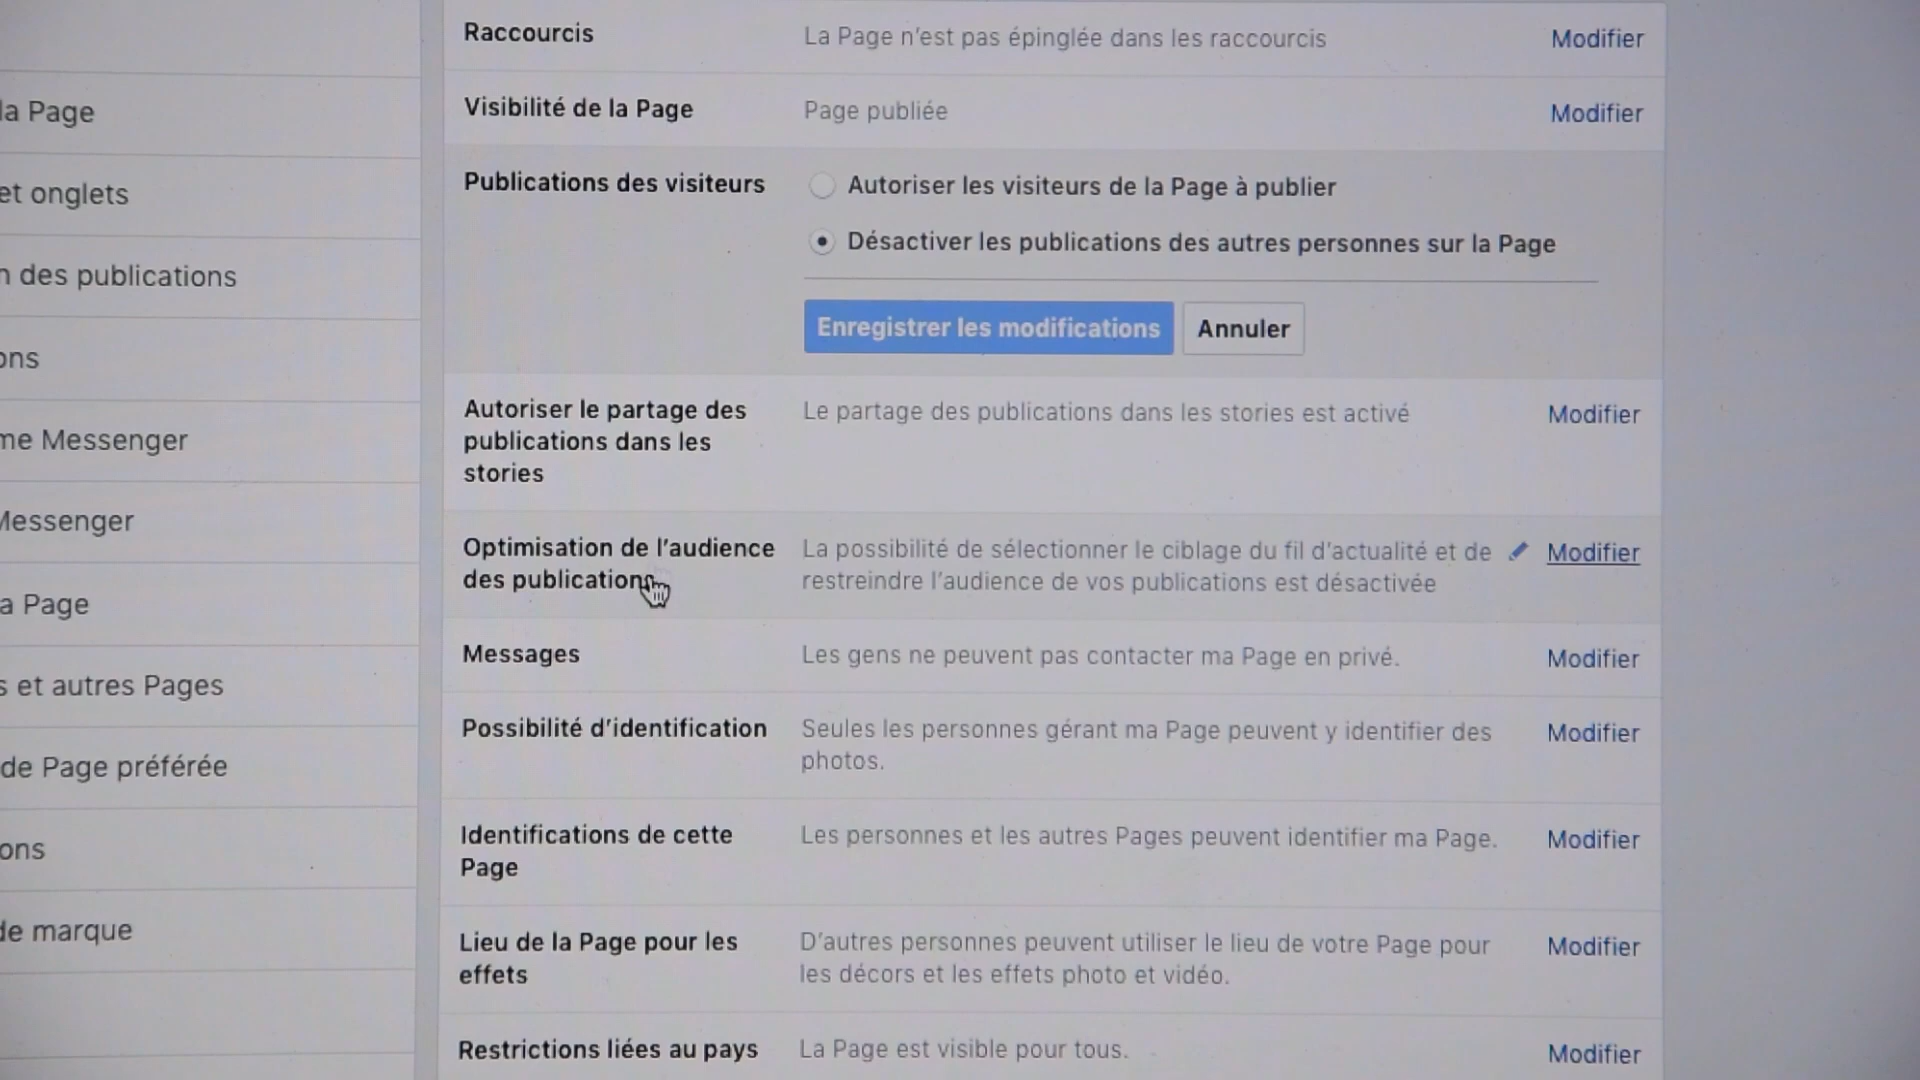 la Page
et onglets
des publications
ons
me Messenger
Messenger
a Page
s et autres Pages
de Page préférée
ons
de marque
Raccourcis
La Page n'est pas épinglée dans les raccourcis
Modifier
Visibilité de la Page
Page publiée
Modifier
Publications des visiteurs
Autoriser les visiteurs de la Page à publier
Désactiver les publications des autres personnes sur la Page
Enregistrer les modifications
Annuler
Autoriser le partage des
publications dans les
stories
Le partage des publications dans les stories est activé
Modifier
Optimisation de l'audience
des publications
La possibilité de sélectionner le ciblage du fil d'actualité et de
restreindre l'audience de vos publications est désactivée
Modifier
Messages
Les gens ne peuvent pas contacter ma Page en privé.
Modifier
Possibilité d'identification
Seules les personnes gérant ma Page peuvent y identifier des
photos.
Modifier
Identifications de cette
Page
Les personnes et les autres Pages peuvent identifier ma Page.
Modifier
Lieu de la Page pour les
effets
D'autres personnes peuvent utiliser le lieu de votre Page pour
les décors et les effets photo et vidéo.
Modifier
Restrictions liées au pays
La Page est visible pour tous.
Modifier